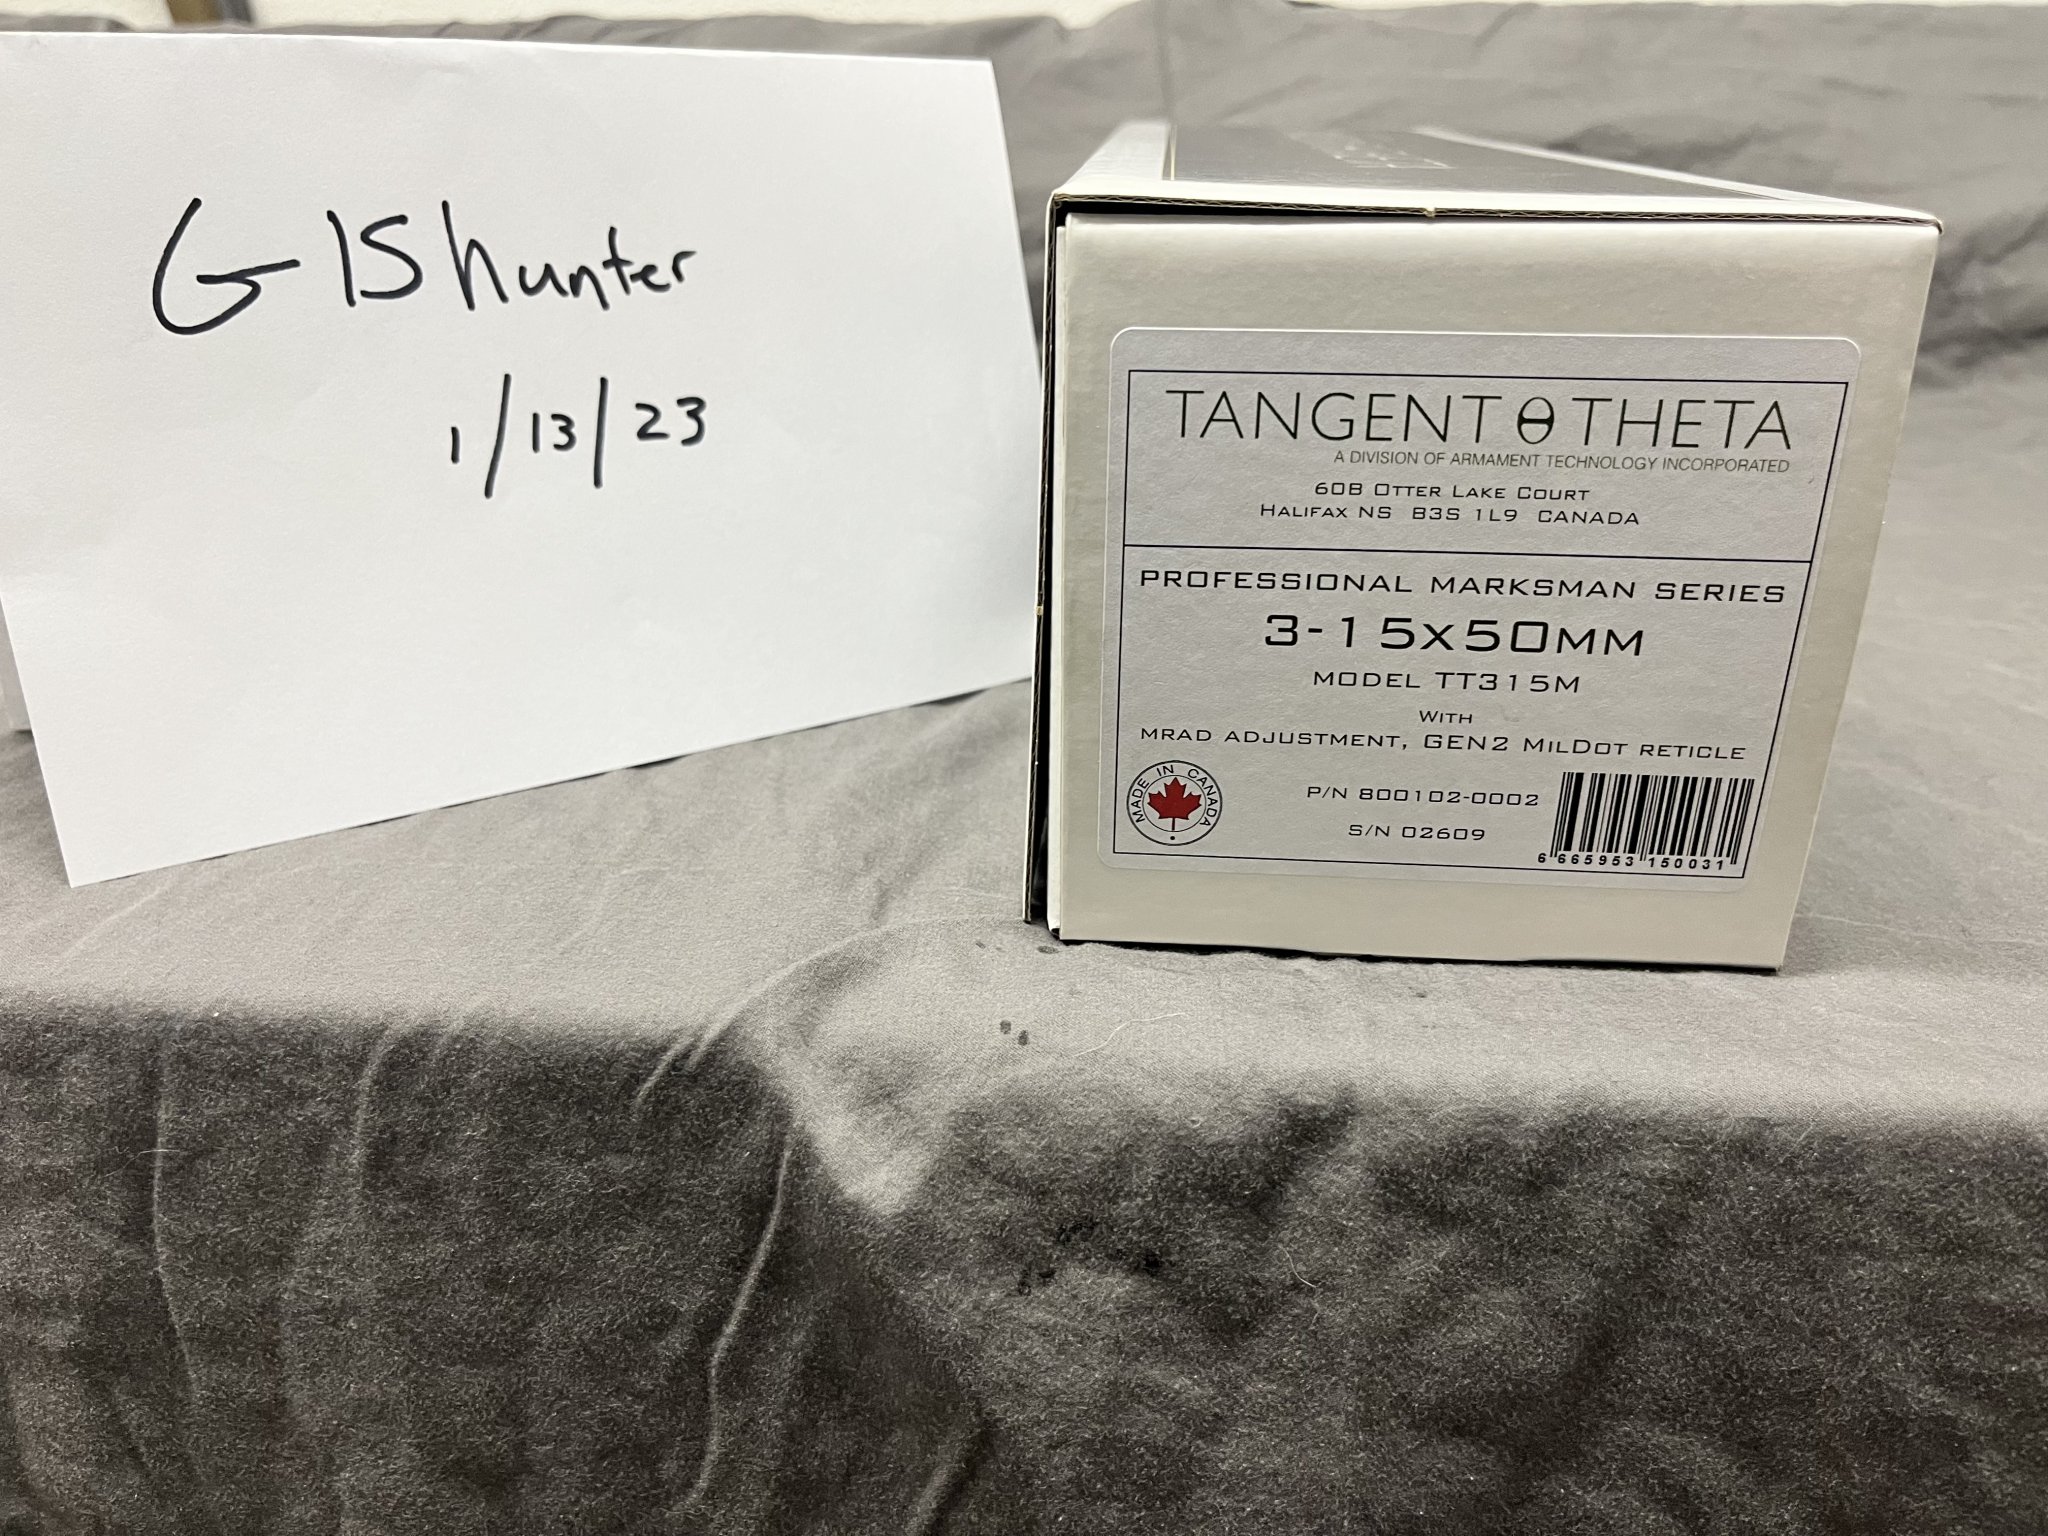 GIShunter
1/13/23
TANGENT θ THETA
A DIVISION OF ARMAMENT TECHNOLOGY INCORPORATED
60B OTTER LAKE COURT
HALIFAX NS B3S 1L9 CANADA
PROFESSIONAL MARKSMAN SERIES
3-15x50MM
MODEL TT315M
WITH
MRAD ADJUSTMENT, GEN2 MILDOT RETICLE
MADE IN CANADA
P/N 800102-0002
S/N 02609
6 665953 150031